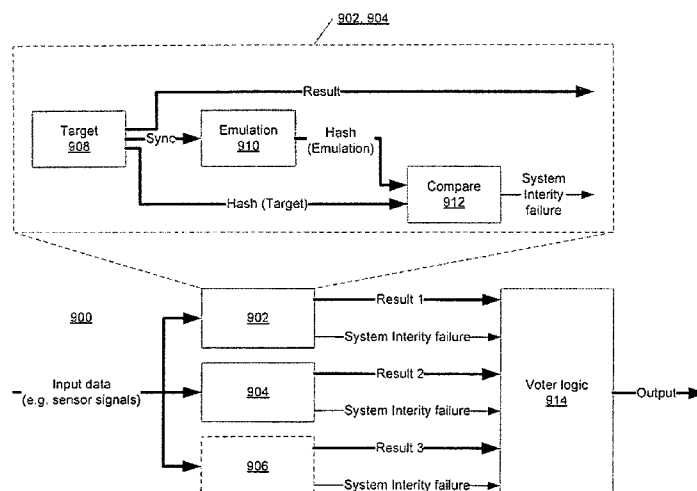 902, 904
Result
Target
908
Sync
Emulation
910
Hash
(Emulation)
Compare
912
System
Interity
failure
Hash (Target)
900
902
Result 1
System Interity failure
Input data
(e.g. sensor signals)
904
Result 2
System Interity failure
Voter logic
914
Output
906
Result 3
System Interity failure